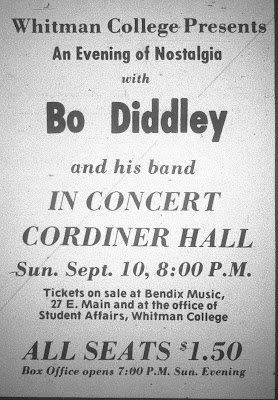 Whitman College Presents
An Evening of Nostalgia
with
Bo Diddley
and his band
IN CONCERT
CORDINER HALL
Sun. Sept. 10, 8:00 P.M.
Tickets on sale at Bendix Music,
27 E. Main and at the office of
Student Affairs, Whitman College
ALL SEATS $1.50
Box Office opens 7:00 P.M. Sun. Evening